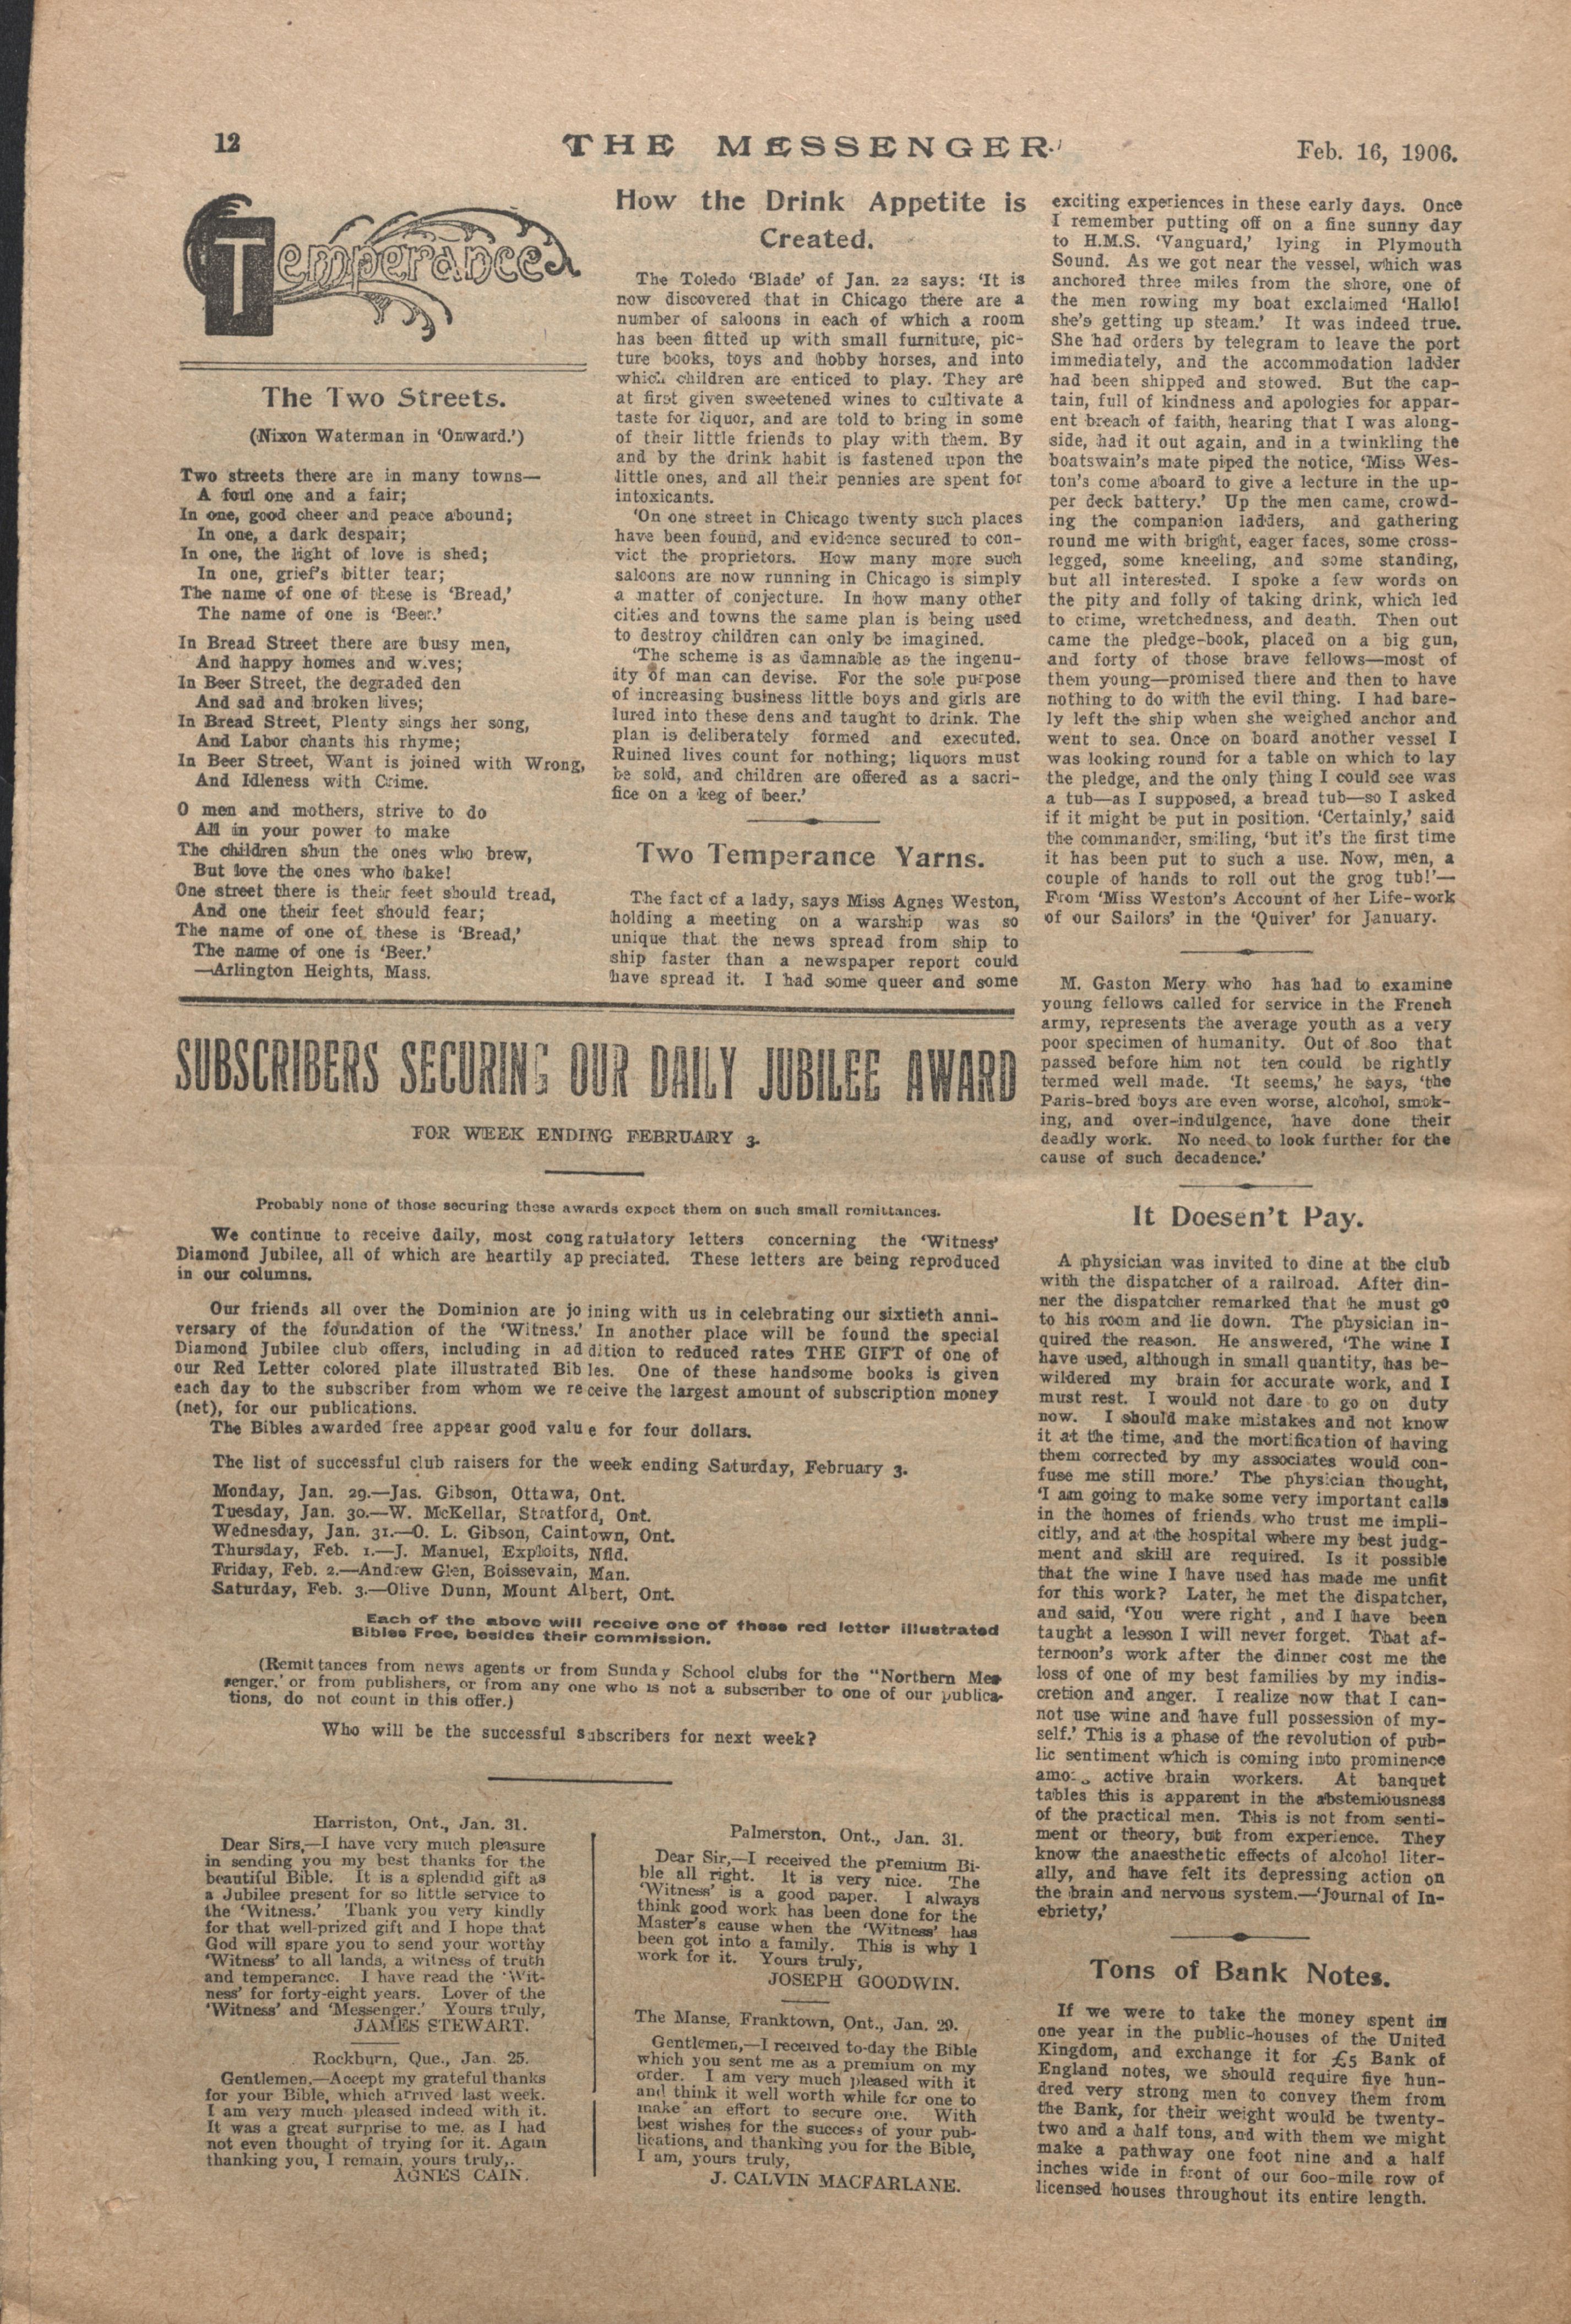 12
THE MESSENGER.
Feb. 16, 1906.
Temperance
The Two Streets.
(Nixon Waterman in 'Onward.')
Two streets there are in many towns—
A foul one and a fair;
In one, good cheer and peace abound;
In one, a dark despair;
In one, the light of love is shed;
In one, grief's bitter tear;
The name of one of these is 'Bread,'
The name of one is 'Beer.'
In Bread Street there are busy men,
And happy homes and wives;
In Beer Street, the degraded den
And sad and broken lives;
In Bread Street, Plenty sings her song,
And Labor chants his rhyme;
In Beer Street, Want is joined with Wrong,
And Idleness with Crime.
O men and mothers, strive to do
All in your power to make
The children shun the ones who brew,
But love the ones who bake!
One street there is their feet should tread,
And one their feet should fear;
The name of one of these is 'Bread,'
The name of one is 'Beer.'
—Arlington Heights, Mass.
How the Drink Appetite is
Created.
The Toledo 'Blade' of Jan. 22 says: 'It is
now discovered that in Chicago there are a
number of saloons in each of which a room
has been fitted up with small furniture, pic-
ture books, toys and hobby horses, and into
which children are enticed to play. They are
at first given sweetened wines to cultivate a
taste for liquor, and are told to bring in some
of their little friends to play with them. By
and by the drink habit is fastened upon the
little ones, and all their pennies are spent for
intoxicants.
'On one street in Chicago twenty such places
have been found, and evidence secured to con-
vict the proprietors. How many more such
saloons are now running in Chicago is simply
a matter of conjecture. In how many other
cities and towns the same plan is being used
to destroy children can only be imagined.
'The scheme is as damnable as the ingenu-
ity of man can devise. For the sole purpose
of increasing business little boys and girls are
lured into these dens and taught to drink. The
plan is deliberately formed and executed.
Ruined lives count for nothing; liquors must
be sold, and children are offered as a sacri-
fice on a keg of beer.'
Two Temperance Yarns.
The fact of a lady, says Miss Agnes Weston,
holding a meeting on a warship was so
unique that the news spread from ship to
ship faster than a newspaper report could
have spread it. I had some queer and some
exciting experiences in these early days. Once
I remember putting off on a fine sunny day
to H.M.S. 'Vanguard,' lying in Plymouth
Sound. As we got near the vessel, which was
anchored three miles from the shore, one of
the men rowing my boat exclaimed 'Hallo!
she's getting up steam.' It was indeed true.
She had orders by telegram to leave the port
immediately, and the accommodation ladder
had been shipped and stowed. But the cap-
tain, full of kindness and apologies for appar-
ent breach of faith, hearing that I was along-
side, had it out again, and in a twinkling the
boatswain's mate piped the notice, 'Miss Wes-
ton's come aboard to give a lecture in the up-
per deck battery.' Up the men came, crowd-
ing the companion ladders, and gathering
round me with bright, eager faces, some cross-
legged, some kneeling, and some standing,
but all interested. I spoke a few words on
the pity and folly of taking drink, which led
to crime, wretchedness, and death. Then out
came the pledge-book, placed on a big gun,
and forty of those brave fellows—most of
them young—promised there and then to have
nothing to do with the evil thing. I had bare-
ly left the ship when she weighed anchor and
went to sea. Once on board another vessel I
was looking round for a table on which to lay
the pledge, and the only thing I could see was
a tub—as I supposed, a bread tub—so I asked
if it might be put in position. 'Certainly,' said
the commander, smiling, 'but it's the first time
it has been put to such a use. Now, men, a
couple of hands to roll out the grog tub!'—
From 'Miss Weston's Account of her Life-work
of our Sailors' in the 'Quiver' for January.
M. Gaston Mery who has had to examine
young fellows called for service in the French
army, represents the average youth as a very
poor specimen of humanity. Out of 800 that
passed before him not ten could be rightly
termed well made. 'It seems,' he says, 'the
Paris-bred boys are even worse, alcohol, smok-
ing, and over-indulgence, have done their
deadly work. No need to look further for the
cause of such decadence.'
It Doesen't Pay.
A physician was invited to dine at the club
with the dispatcher of a railroad. After din-
ner the dispatcher remarked that he must go
to his room and lie down. The physician in-
quired the reason. He answered, 'The wine I
have used, although in small quantity, has be-
wildered my brain for accurate work, and I
must rest. I would not dare to go on duty
now. I should make mistakes and not know
it at the time, and the mortification of having
them corrected by my associates would con-
fuse me still more.' The physician thought,
'I am going to make some very important calls
in the homes of friends who trust me impli-
citly, and at the hospital where my best judg-
ment and skill are required. Is it possible
that the wine I have used has made me unfit
for this work? Later, he met the dispatcher,
and said, 'You were right , and I have been
taught a lesson I will never forget. That af-
ternoon's work after the dinner cost me the
loss of one of my best families by my indis-
cretion and anger. I realize now that I can-
not use wine and have full possession of my-
self.' This is a phase of the revolution of pub-
lic sentiment which is coming into prominence
among active brain workers. At banquet
tables this is apparent in the abstemiousness
of the practical men. This is not from senti-
ment or theory, but from experience. They
know the anaesthetic effects of alcohol liter-
ally, and have felt its depressing action on
the brain and nervous system.—'Journal of In-
ebriety,'
Tons of Bank Notes.
If we were to take the money spent in
one year in the public-houses of the United
Kingdom, and exchange it for £5 Bank of
England notes, we should require five hun-
dred very strong men to convey them from
the Bank, for their weight would be twenty-
two and a half tons, and with them we might
make a pathway one foot nine and a half
inches wide in front of our 600-mile row of
licensed houses throughout its entire length.
SUBSCRIBERS SECURING OUR DAILY JUBILEE AWARD
FOR WEEK ENDING FEBRUARY 3.
Probably none of those securing these awards expect them on such small remittances.
We continue to receive daily, most congratulatory letters concerning the 'Witness'
Diamond Jubilee, all of which are heartily appreciated. These letters are being reproduced
in our columns.
Our friends all over the Dominion are joining with us in celebrating our sixtieth anni-
versary of the foundation of the 'Witness.' In another place will be found the special
Diamond Jubilee club offers, including in addition to reduced rates THE GIFT of one of
our Red Letter colored plate illustrated Bibles. One of these handsome books is given
each day to the subscriber from whom we receive the largest amount of subscription money
(net), for our publications.
The Bibles awarded free appear good value for four dollars.
The list of successful club raisers for the week ending Saturday, February 3.
Monday, Jan. 29.—Jas. Gibson, Ottawa, Ont.
Tuesday, Jan. 30.—W. McKellar, Stratford, Ont.
Wednesday, Jan. 31.—O. L. Gibson, Caintown, Ont.
Thursday, Feb. 1.—J. Manuel, Exploits, Nfld.
Friday, Feb. 2.—Andrew Glen, Boissevain, Man.
Saturday, Feb. 3.—Olive Dunn, Mount Albert, Ont.
Each of the above will receive one of these red letter illustrated
Bibles Free, besides their commission.
(Remittances from news agents or from Sunday School clubs for the "Northern Mes-
senger,' or from publishers, or from any one who is not a subscriber to one of our publica-
tions, do not count in this offer.)
Who will be the successful subscribers for next week?
Harriston, Ont., Jan. 31.
Dear Sirs,—I have very much pleasure
in sending you my best thanks for the
beautiful Bible. It is a splendid gift as
a Jubilee present for so little service to
the 'Witness.' Thank you very kindly
for that well-prized gift and I hope that
God will spare you to send your worthy
'Witness' to all lands, a witness of truth
and temperance. I have read the 'Wit-
ness' for forty-eight years. Lover of the
'Witness' and 'Messenger.' Yours truly,
JAMES STEWART.
Rockburn, Que., Jan. 25.
Gentlemen,—Accept my grateful thanks
for your Bible, which arrived last week.
I am very much pleased indeed with it.
It was a great surprise to me, as I had
not even thought of trying for it. Again
thanking you, I remain, yours truly,.
AGNES CAIN.
Palmerston, Ont., Jan. 31.
Dear Sir,—I received the premium Bi-
ble all right. It is very nice. The
'Witness' is a good paper. I always
think good work has been done for the
Master's cause when the 'Witness' has
been got into a family. This is why I
work for it. Yours truly,
JOSEPH GOODWIN.
The Manse, Franktown, Ont., Jan. 29.
Gentlemen,—I received to-day the Bible
which you sent me as a premium on my
order. I am very much pleased with it
and think it well worth while for one to
make an effort to secure one. With
best wishes for the success of your pub-
lications, and thanking you for the Bible,
I am, yours truly,
J. CALVIN MACFARLANE.